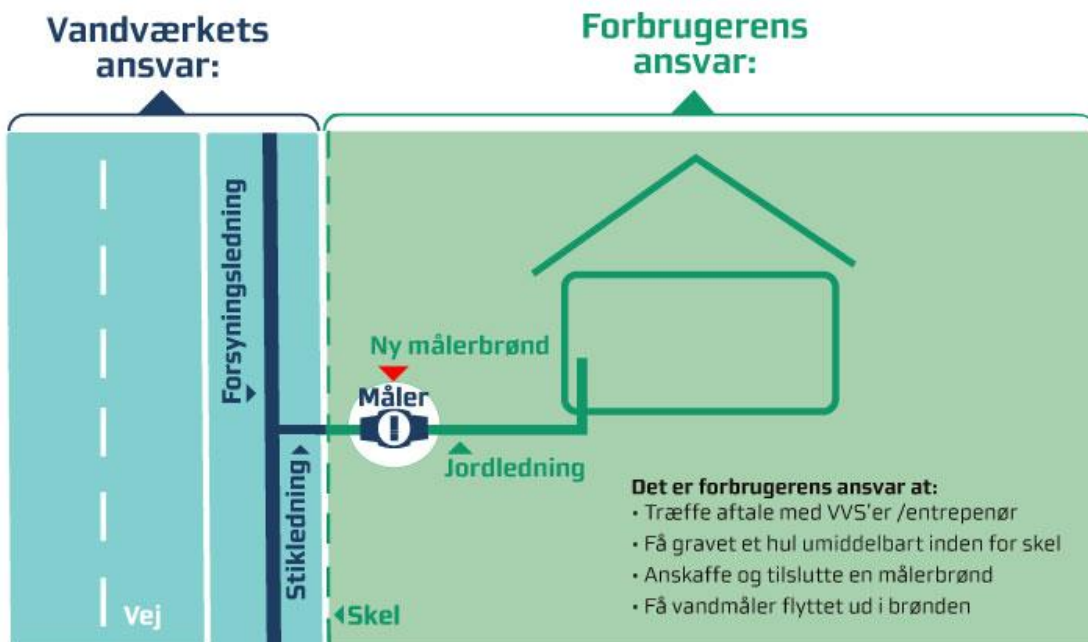 Vandværkets
ansvar:
Forbrugerens
ansvar:
Forsyningsledning
Ny målerbrønd
Måler
Jordledning
Stikledning
Det er forbrugerens ansvar at:
• Træffe aftale med VVS'er /entrepenør
• Få gravet et hul umiddelbart inden for skel
• Anskaffe og tilslutte en målerbrønd
• Få vandmåler flyttet ud i brønden
Vej
Skel